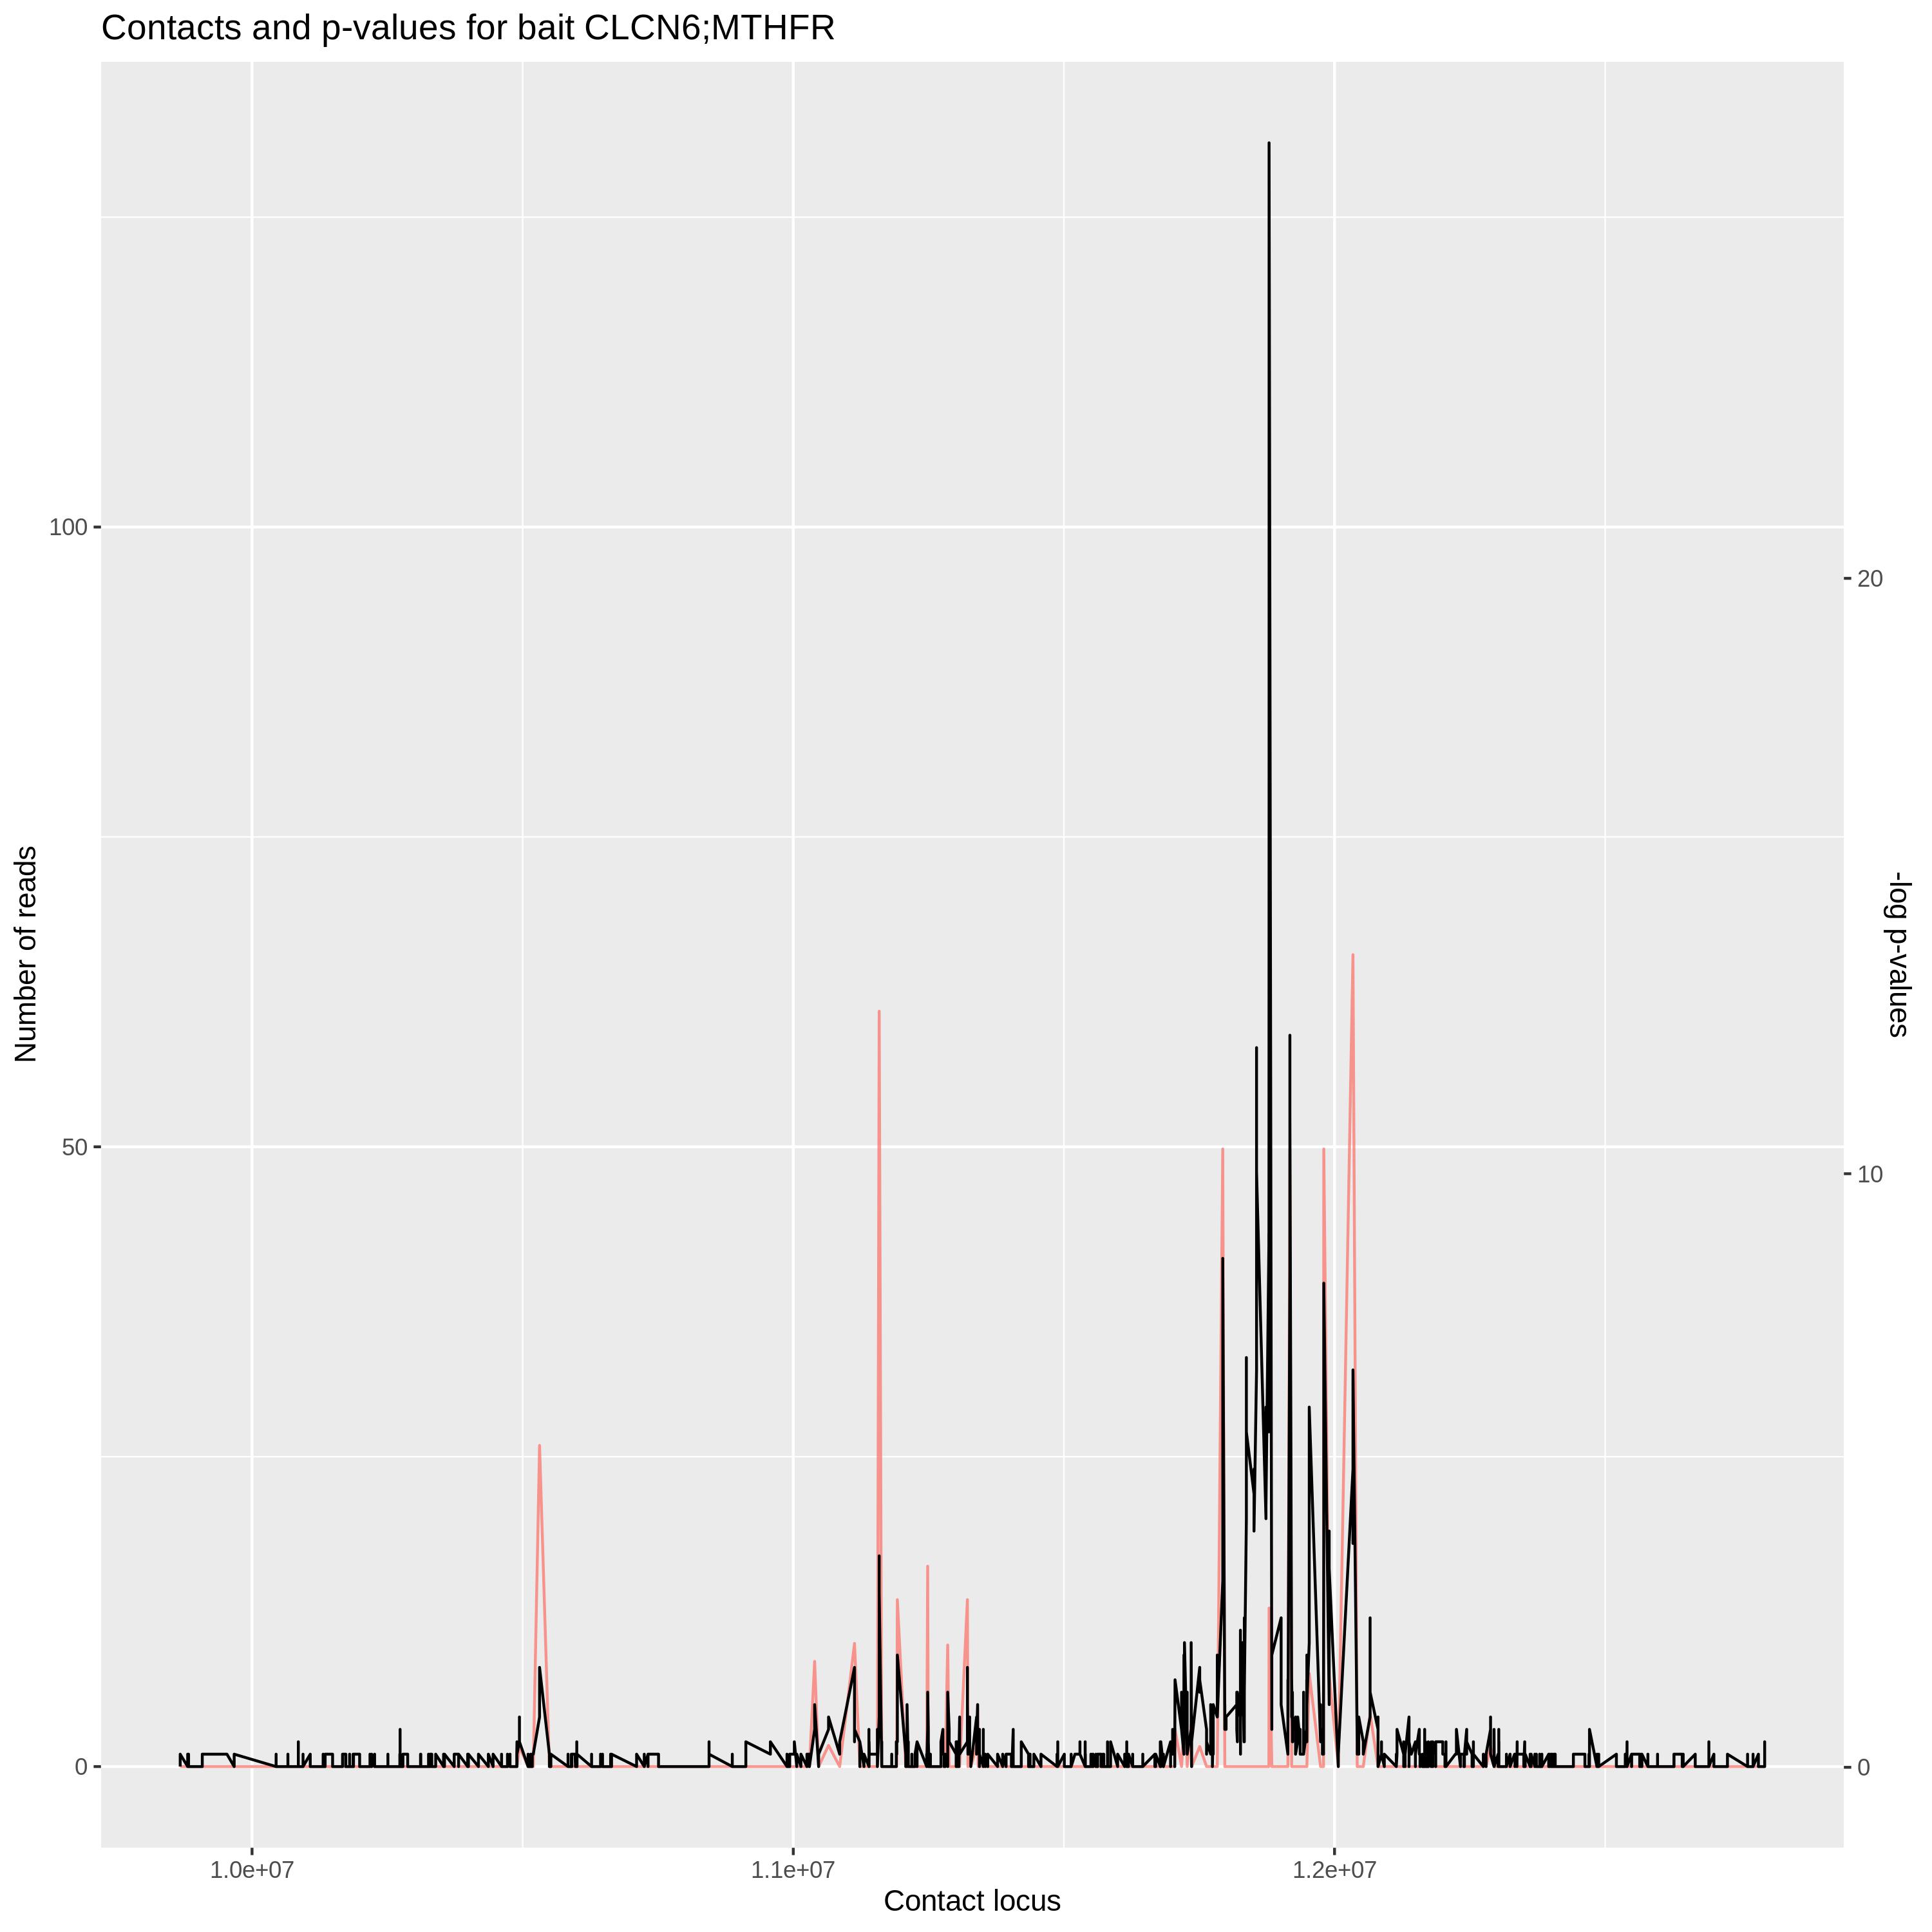 Contacts and p-values for bait CLCN6;MTHFR
100
50
0
Number of reads
20
10
0
-log p-values
1.0e+07
1.1e+07
1.2e+07
Contact locus